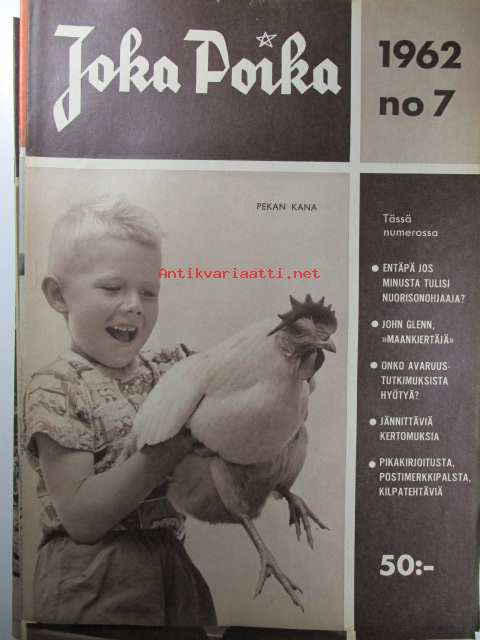 Joka Poika
1962
no 7
PEKAN KANA
Antikvariaatti.net
Tässä
numerossa
● ENTÄPÄ JOS
MINUSTA TULISI
NUORISONOHJAAJA?
● JOHN GLENN,
»MAANKIERTÄJÄ»
● ONKO AVARUUS-
TUTKIMUKSISTA
HYÖTYÄ?
● JÄNNITTÄVIÄ
KERTOMUKSIA
● PIKAKIRJOITUSTA,
POSTIMERKKIPALSTA,
KILPATEHTÄVIÄ
50:-